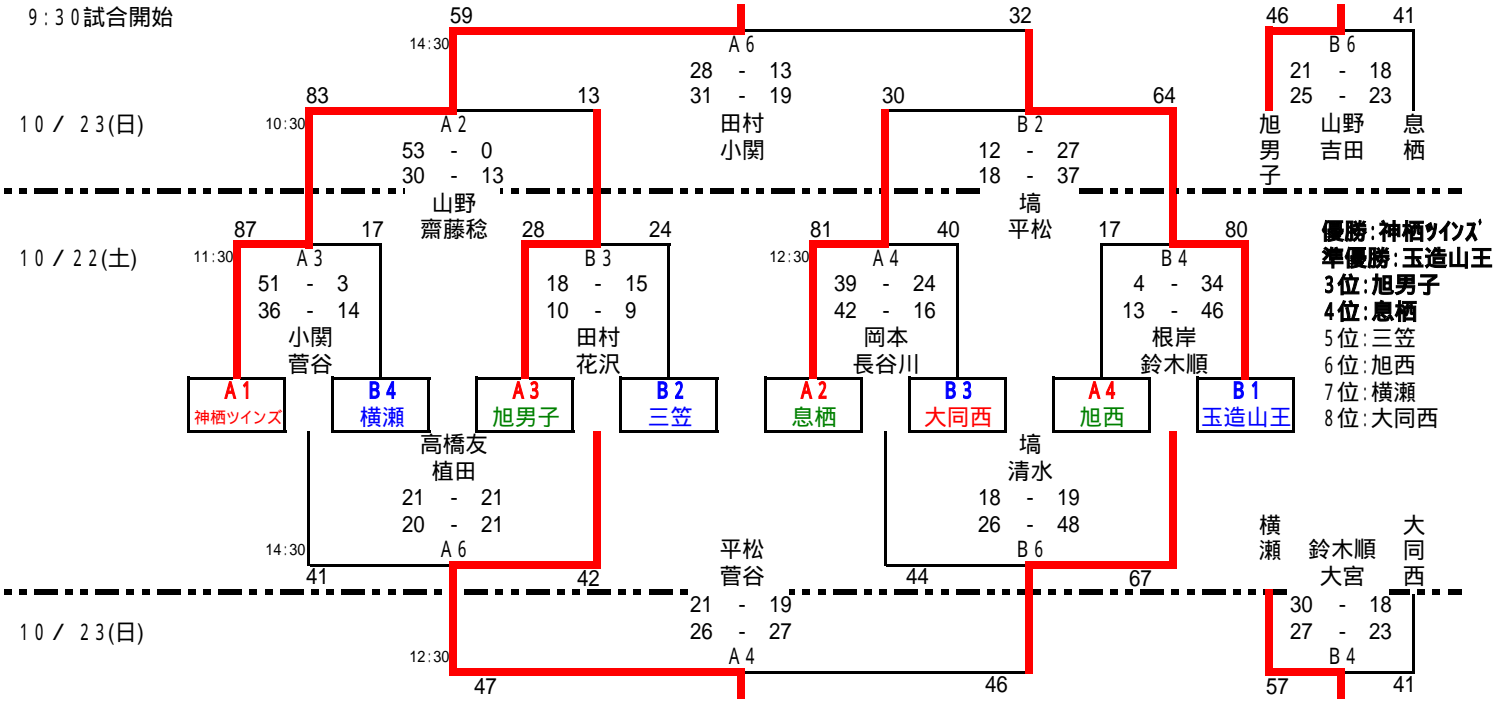 9:30試合開始
59
32
46
41
14:30
A6
B6
28 - 13
21 - 18
31 - 19
25 - 23
83
13
30
64
10/23(日)
10:30
A2
田村
B2
旭男子
山野
息栖
小関
吉田
53 - 0
12 - 27
30 - 13
18 - 37
山野
塙
齋藤稔
平松
87
17
28
24
81
40
17
80
優勝:神栖ツインズ
10/22(土)
11:30
A3
B3
12:30
A4
B4
準優勝:玉造山王
51 - 3
18 - 15
39 - 24
4 - 34
3位:旭男子
36 - 14
10 - 9
42 - 16
13 - 46
4位:息栖
小関
田村
岡本
根岸
5位:三笠
菅谷
花沢
長谷川
鈴木順
6位:旭西
A1
B4
A3
B2
A2
B3
A4
B1
7位:横瀬
神栖ツインズ
横瀬
旭男子
三笠
息栖
大同西
旭西
玉造山王
8位:大同西
高橋友
塙
植田
清水
21 - 21
18 - 19
20 - 21
26 - 48
14:30
A6
平松
B6
横瀬
鈴木順
大同西
菅谷
大宮
41
42
44
67
21 - 19
30 - 18
10/23(日)
26 - 27
27 - 23
12:30
A4
B4
47
46
57
41